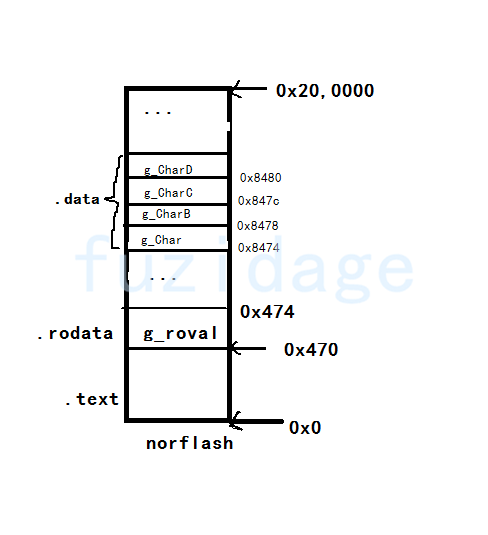 0x20,0000
...
g_CharD
0x8480
g_CharC
0x847c
.data
g_CharB
0x8478
g_Char
0x8474
fuzidage
...
0x474
.rodata
g_roval
0x470
.text
0x0
norflash